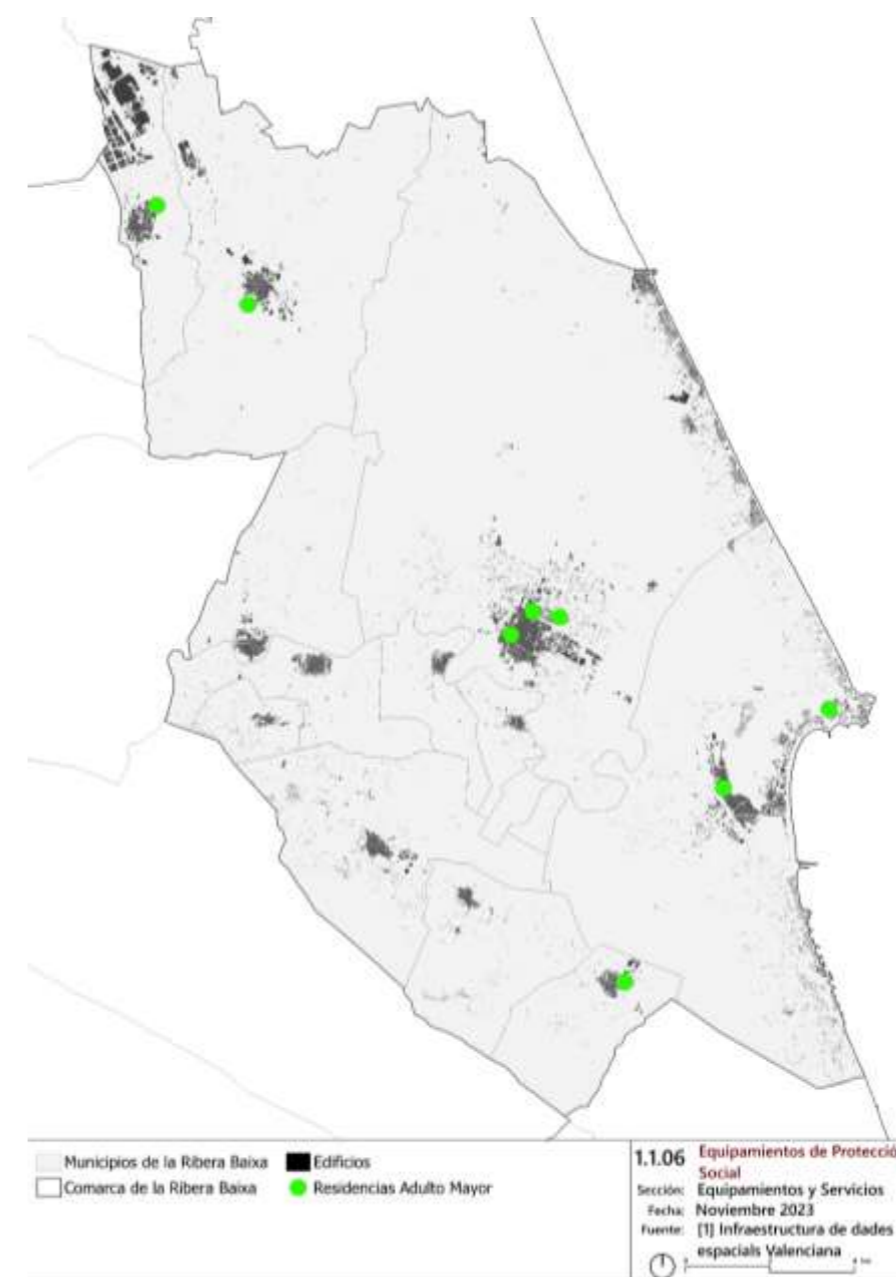 Municipios de la Ribera Baixa
Edificios
Comarca de la Ribera Baixa
Residencias Adulto Mayor
1.1.06 Equipamientos de Protecció
Social
Sección: Equipamientos y Servicios
Fecha: Noviembre 2023
Fuente: [1] Infraestructura de dades
espacials Valenciana